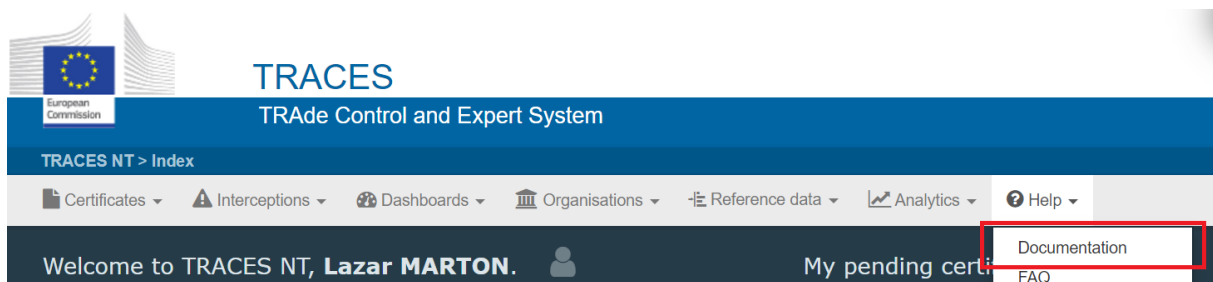 European
Commission
TRACES
TRAde Control and Expert System
TRACES NT > Index
Certificates Interceptions Dashboards Organisations Reference data Analytics Help
Documentation
Welcome to TRACES NT, Lazar MARTON. My pending certi
FAQ